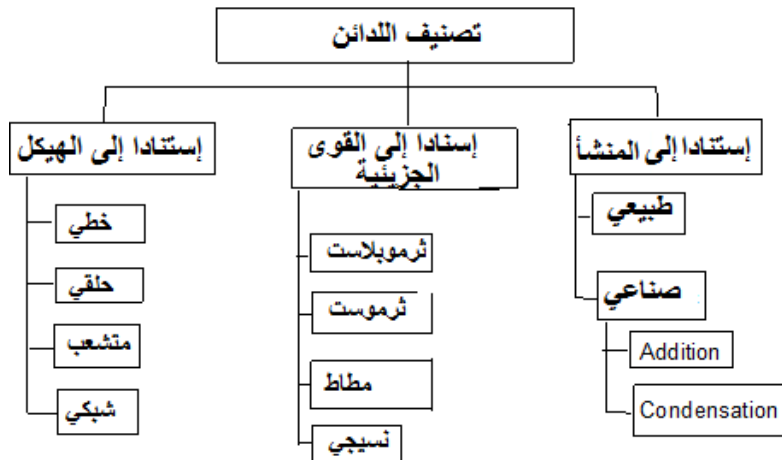 تصنيف اللدائن
إستنادا إلى المنشأ
طبيعي
صناعي
Addition
Condensation
إسنادا إلى القوى
الجزيئية
ثرموبلاست
ثرموست
مطاط
نسيجي
إستنادا إلى الهيكل
خطي
حلقي
متشعب
شبكي